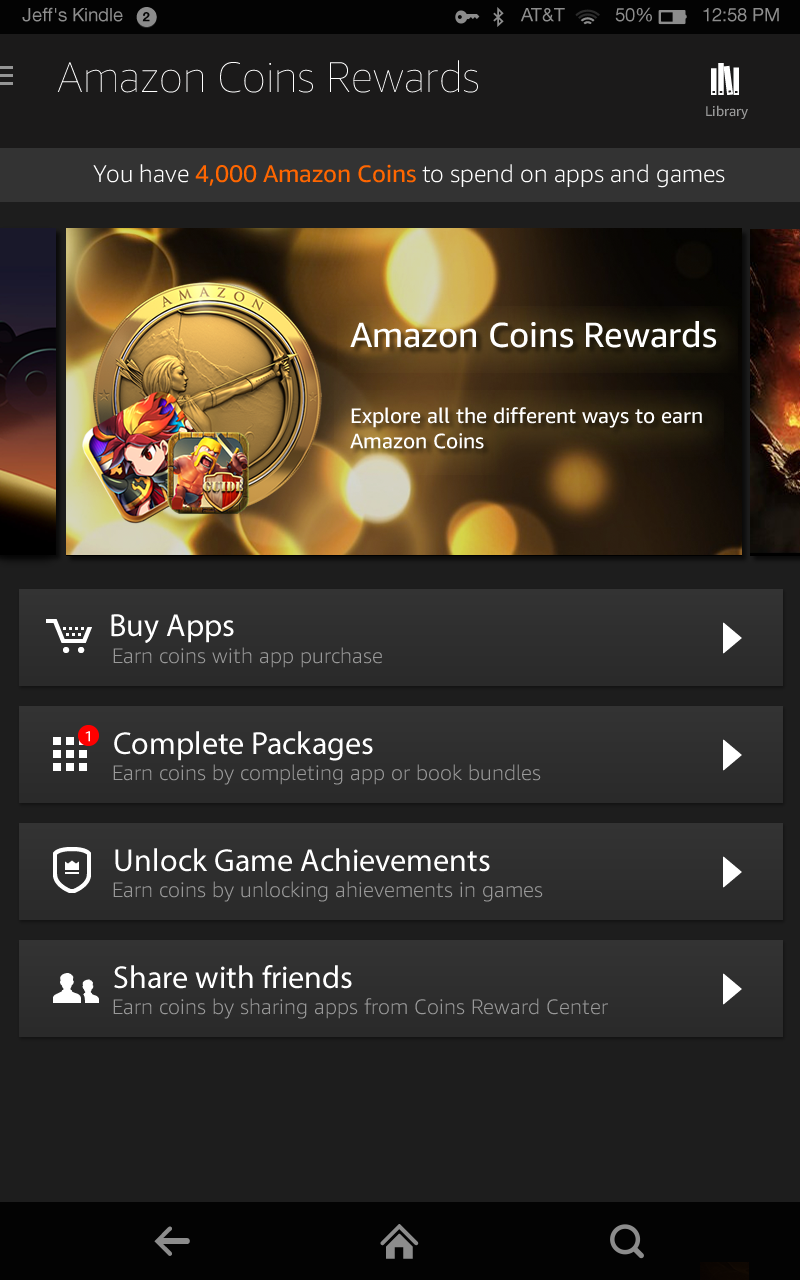 Jeff's Kindle 2 AT&T 50% 12:58 PM
Amazon Coins Rewards
Library
You have 4,000 Amazon Coins to spend on apps and games
AMAZON
Amazon Coins Rewards
Explore all the different ways to earn
Amazon Coins
GUIDE
Buy Apps
Earn coins with app purchase
1
Complete Packages
Earn coins by completing app or book bundles
Unlock Game Achievements
Earn coins by unlocking ahievements in games
Share with friends
Earn coins by sharing apps from Coins Reward Center